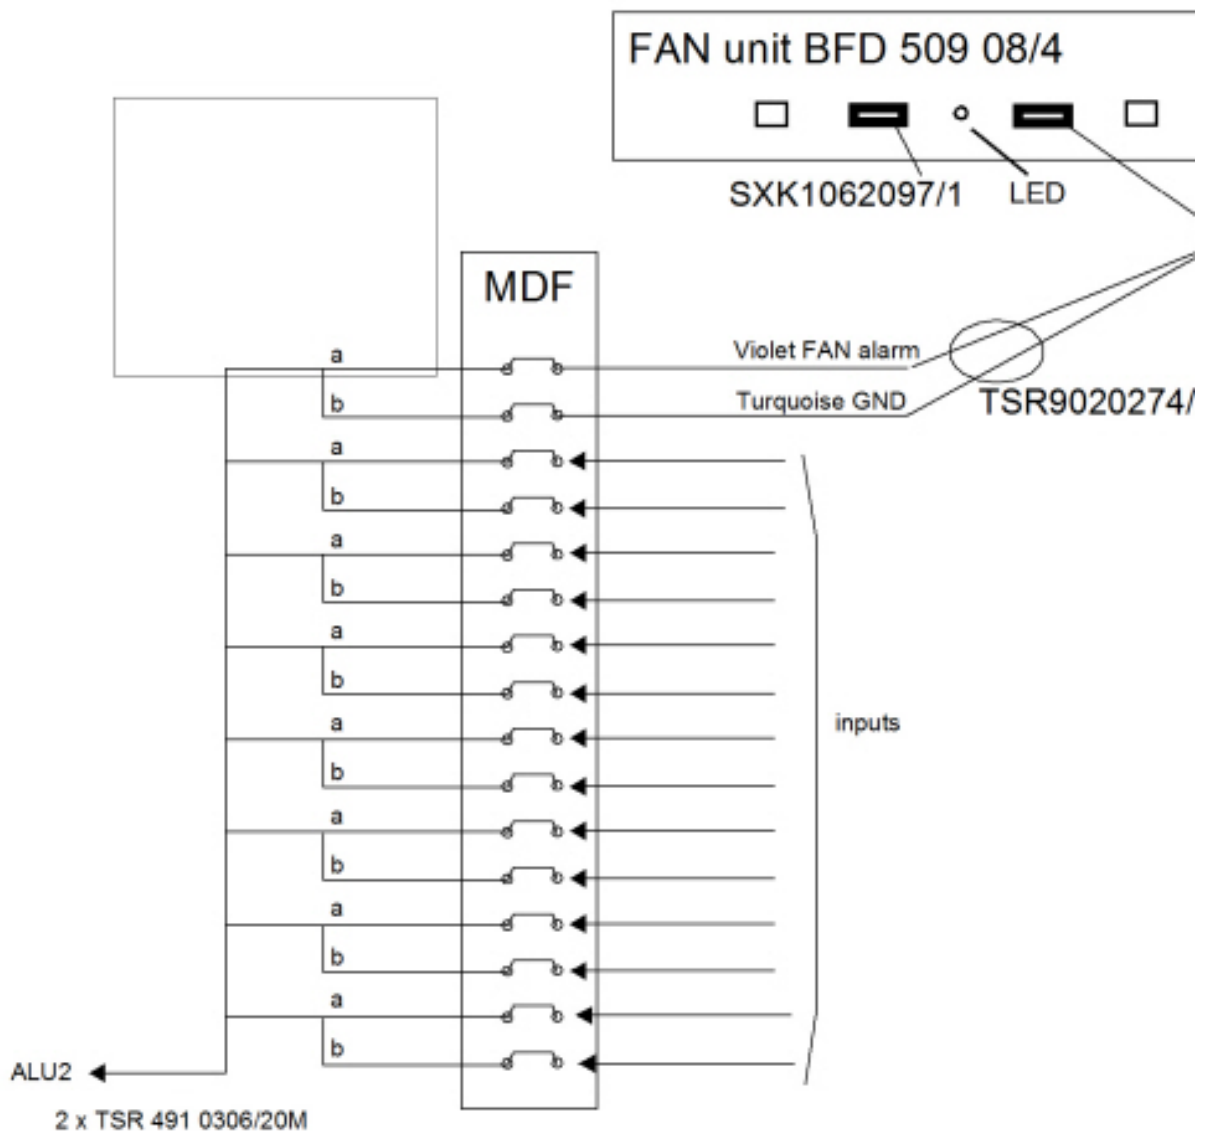 FAN unit BFD 509 08/4
SXK1062097/1
LED
MDF
Violet FAN alarm
Turquoise GND
TSR9020274/
a
b
a
b
a
b
a
b
a
b
a
b
a
b
a
b
inputs
ALU2
2 x TSR 491 0306/20M